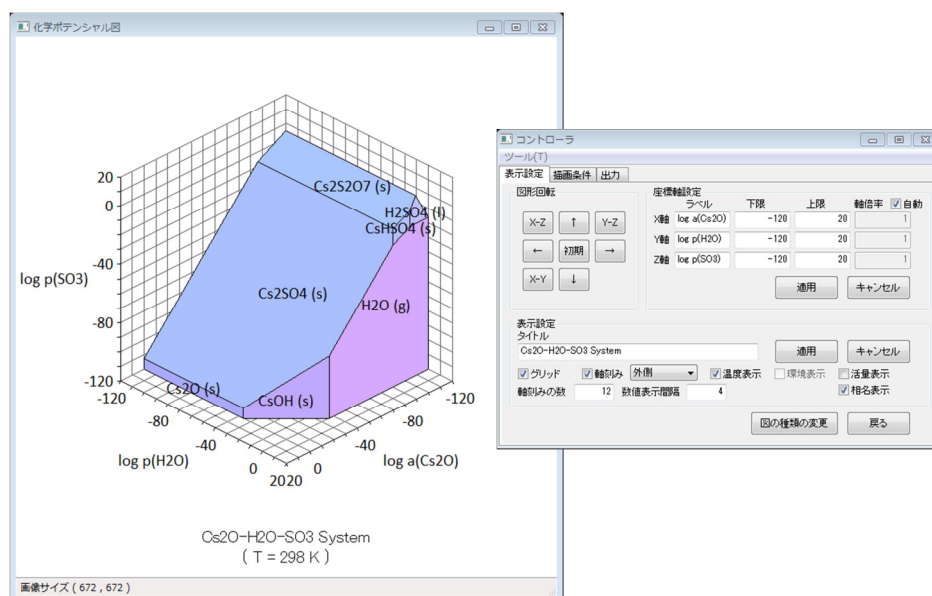 化学ポテンシャル図
20
0
-40
-80
-120
log p(SO3)
Cs2S2O7 (s)
H2SO4 (l)
CsHSO4 (s)
Cs2SO4 (s)
H2O (g)
Cs2O (s)
CsOH (s)
-120
-80
-40
0
20
log p(H2O)
20
0
-40
-80
-120
log a(Cs2O)
Cs2O-H2O-SO3 System
( T = 298 K )
画像サイズ ( 672 , 672 )
コントローラ
ツール(T)
表示設定 描画条件 出力
図形回転
X-Z ↑ Y-Z
← 初期 →
X-Y ↓
座標軸設定
ラベル 下限 上限 軸倍率 自動
X軸 log a(Cs2O) -120 20 1
Y軸 log p(H2O) -120 20 1
Z軸 log p(SO3) -120 20 1
適用 キャンセル
表示設定
タイトル
Cs2O-H2O-SO3 System 適用 キャンセル
グリッド 軸刻み 外側 温度表示 環境表示 活量表示
軸刻みの数 12 数値表示間隔 4 相名表示
図の種類の変更 戻る